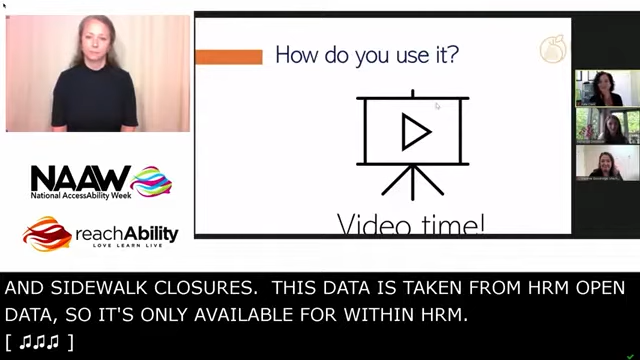 How do you use it?
Video time!
NAAW
National AccessAbility Week
reachAbility
LOVE LEARN LIVE
AND SIDEWALK CLOSURES. THIS DATA IS TAKEN FROM HRM OPEN
DATA, SO IT'S ONLY AVAILABLE FOR WITHIN HRM.
[ ♫♫♫ ]